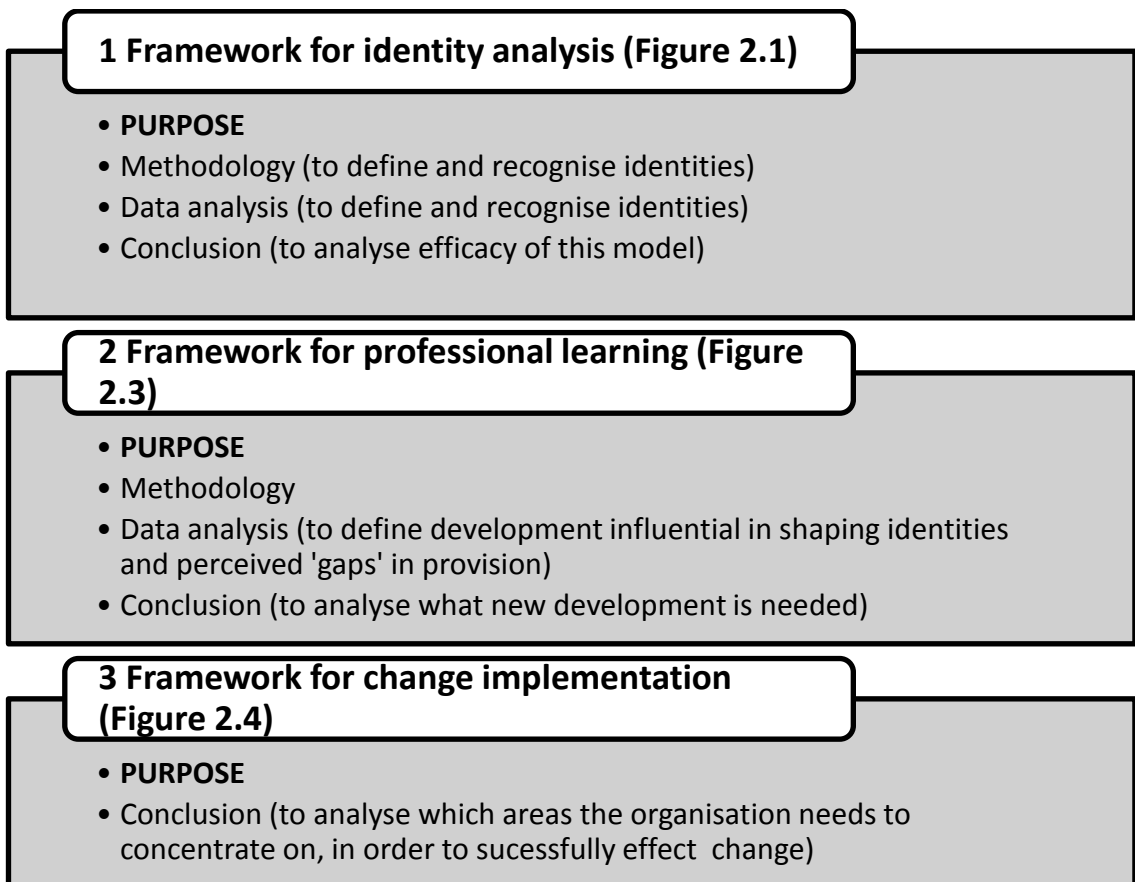 1 Framework for identity analysis (Figure 2.1)
• PURPOSE
• Methodology (to define and recognise identities)
• Data analysis (to define and recognise identities)
• Conclusion (to analyse efficacy of this model)
2 Framework for professional learning (Figure
2.3)
• PURPOSE
• Methodology
• Data analysis (to define development influential in shaping identities
and perceived 'gaps' in provision)
• Conclusion (to analyse what new development is needed)
3 Framework for change implementation
(Figure 2.4)
• PURPOSE
• Conclusion (to analyse which areas the organisation needs to
concentrate on, in order to sucessfully effect change)